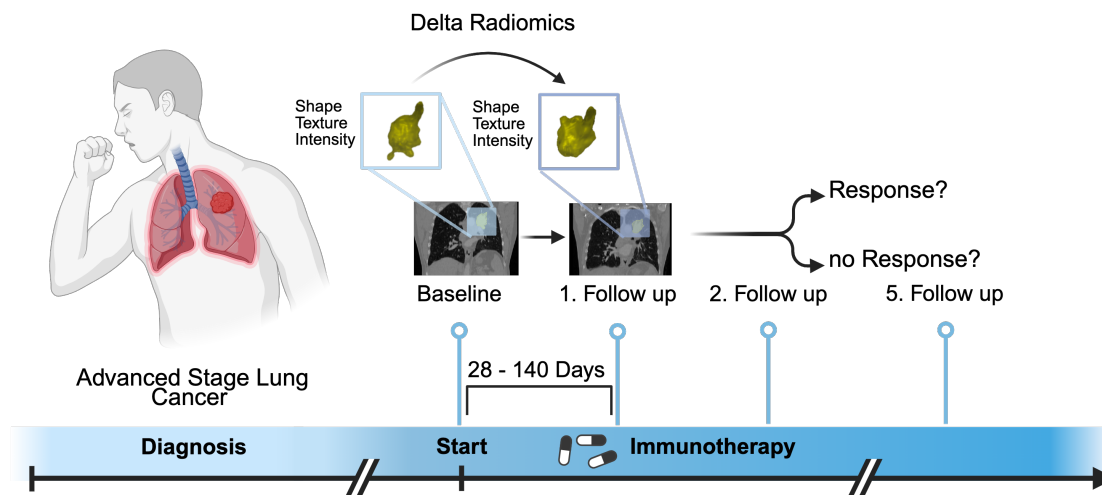 Delta Radiomics
Shape
Texture
Intensity
Shape
Texture
Intensity
Response?
no Response?
Baseline
1. Follow up
2. Follow up
5. Follow up
28 - 140 Days
Advanced Stage Lung
Cancer
Diagnosis
Start
Immunotherapy